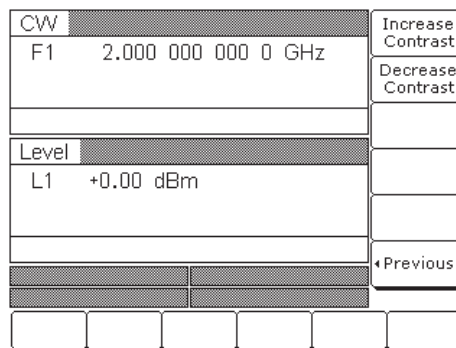 CW
F1 2.000 000 000 0 GHz
Level
L1 +0.00 dBm
Increase
Contrast
Decrease
Contrast
◂Previous